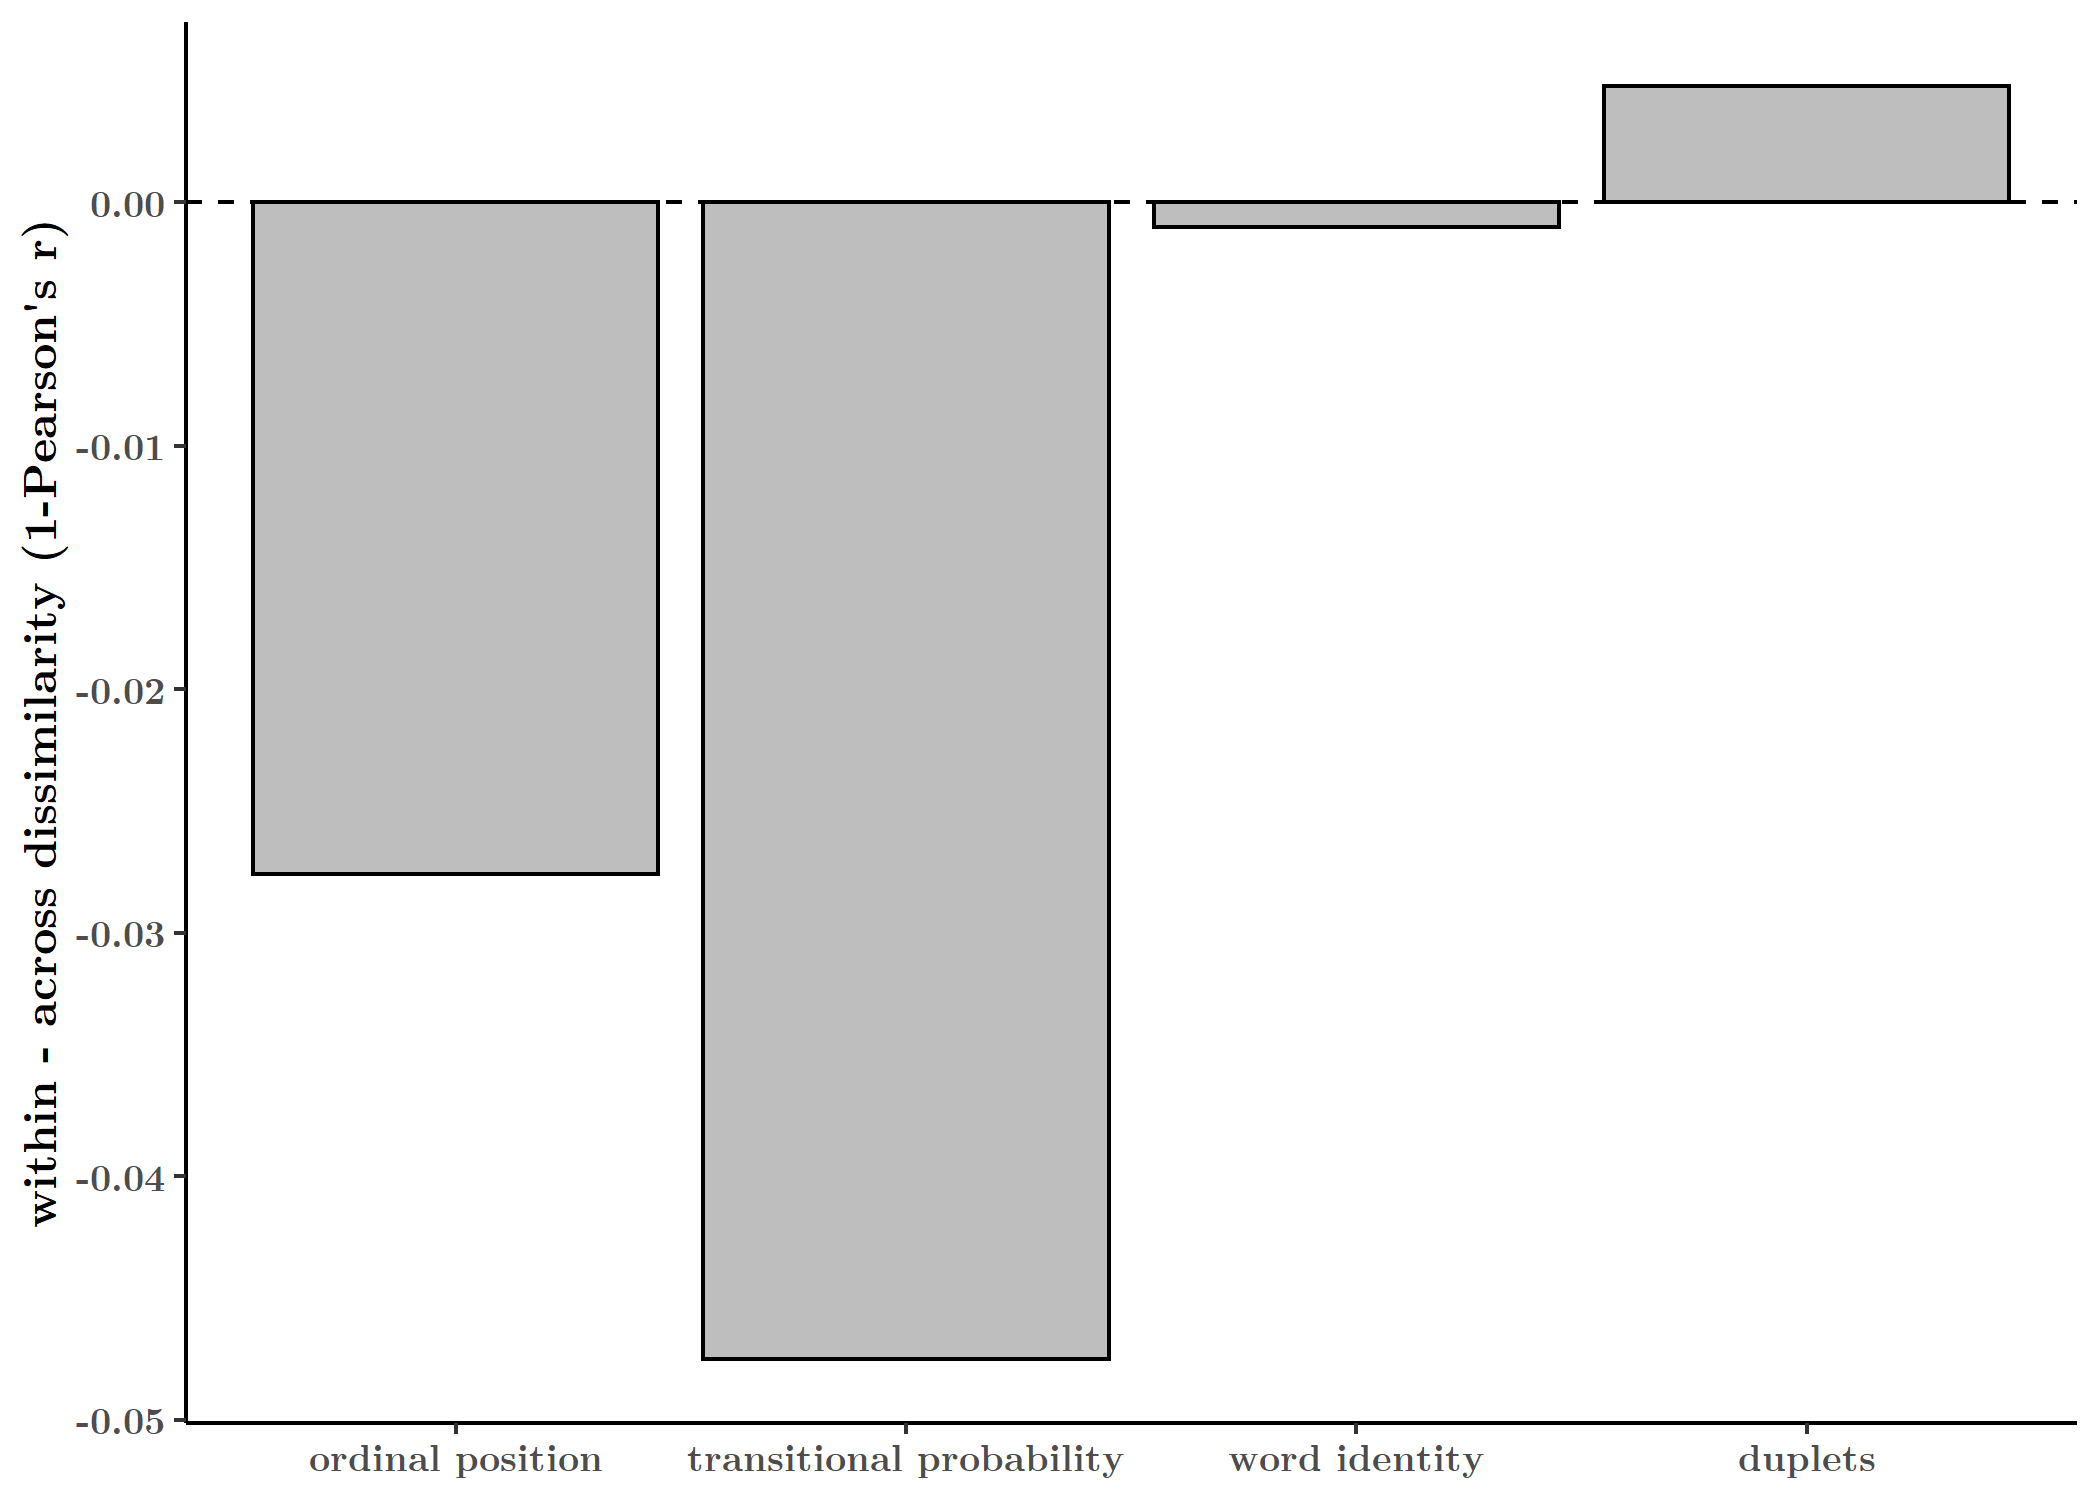 within - across dissimilarity (1-Pearson's r)
0.00
-0.01
-0.02
-0.03
-0.04
-0.05
ordinal position
transitional probability
word identity
duplets